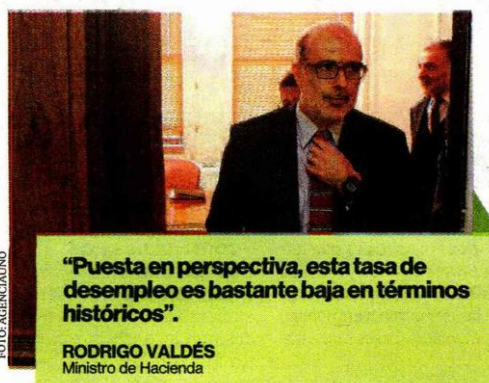 FOTO: AGENCIAUNO
“Puesta en perspectiva, esta tasa de
desempleo es bastante baja en términos
históricos”.
RODRIGO VALDÉS
Ministro de Hacienda